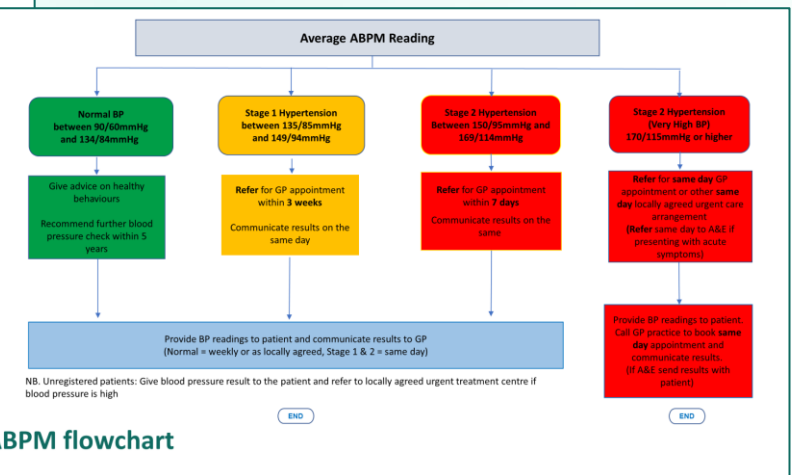 Average ABPM Reading
Normal BP
between 90/60mmHg
and 134/84mmHg
Stage 1 Hypertension
between 135/85mmHg
and 149/94mmHg
Stage 2 Hypertension
Between 150/95mmHg and
169/114mmHg
Stage 2 Hypertension
(Very High BP)
170/115mmHg or higher
Give advice on healthy
behaviours
Recommend further blood
pressure check within 5
years
Refer for GP appointment
within 3 weeks
Communicate results on the
same day
Refer for GP appointment
within 7 days
Communicate results on the
same
Refer for same day GP
appointment or other same
day locally agreed urgent care
arrangement
(Refer same day to A&E if
presenting with acute
symptoms)
Provide BP readings to patient and communicate results to GP
(Normal = weekly or as locally agreed, Stage 1 & 2 = same day)
Provide BP readings to patient.
Call GP practice to book same
day appointment and
communicate results
(If A&E send results with
patient)
NB. Unregistered patients: Give blood pressure result to the patient and refer to locally agreed urgent treatment centre if
blood pressure is high
END
END
ABPM flowchart